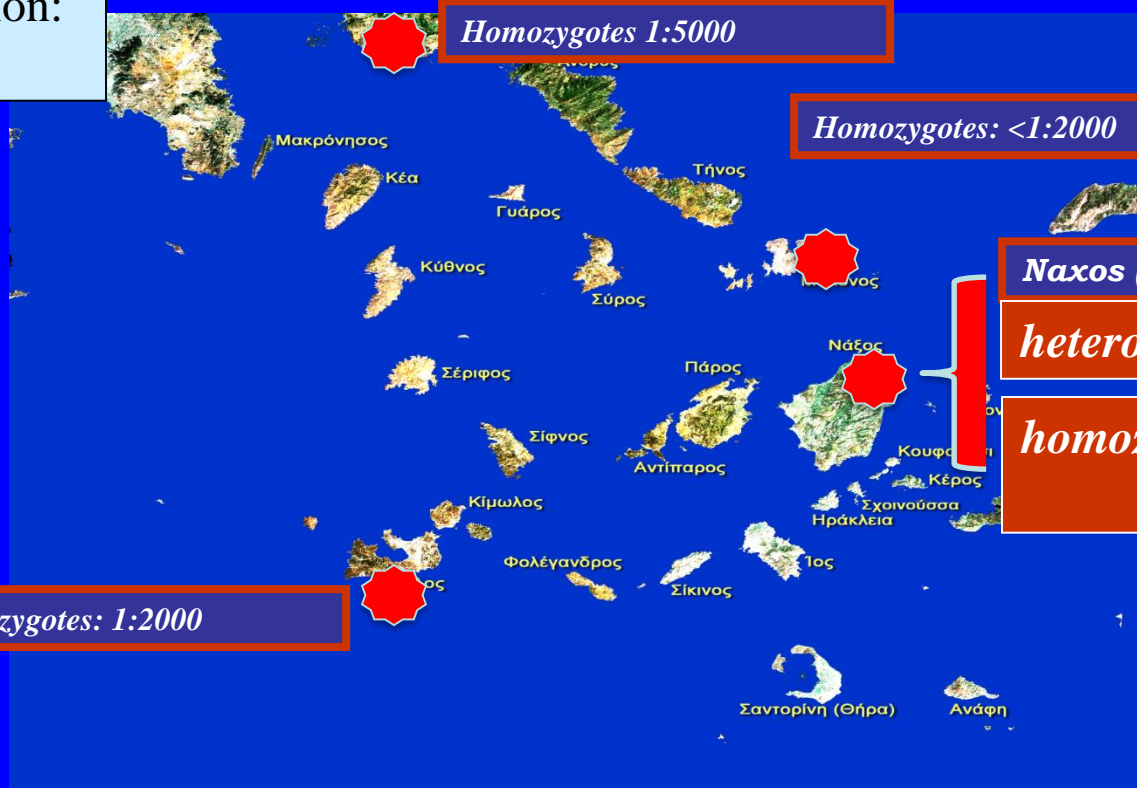 on:
Homozygotes 1:5000
Homozygotes: <1:2000
Μακρόνησος
Κέα
Τήνος
Γυάρος
Κύθνος
Σύρος
Naxos
hetero
Νάξος
Πάρος
Σέριφος
homoz
Σίφνος
Αντίπαρος
Κέρος
Κίμωλος
Σχοινούσσα
Ηράκλεια
Φολέγανδρος
Ίος
Σίκινος
zygotes: 1:2000
Σαντορίνη (Θήρα)
Ανάφη